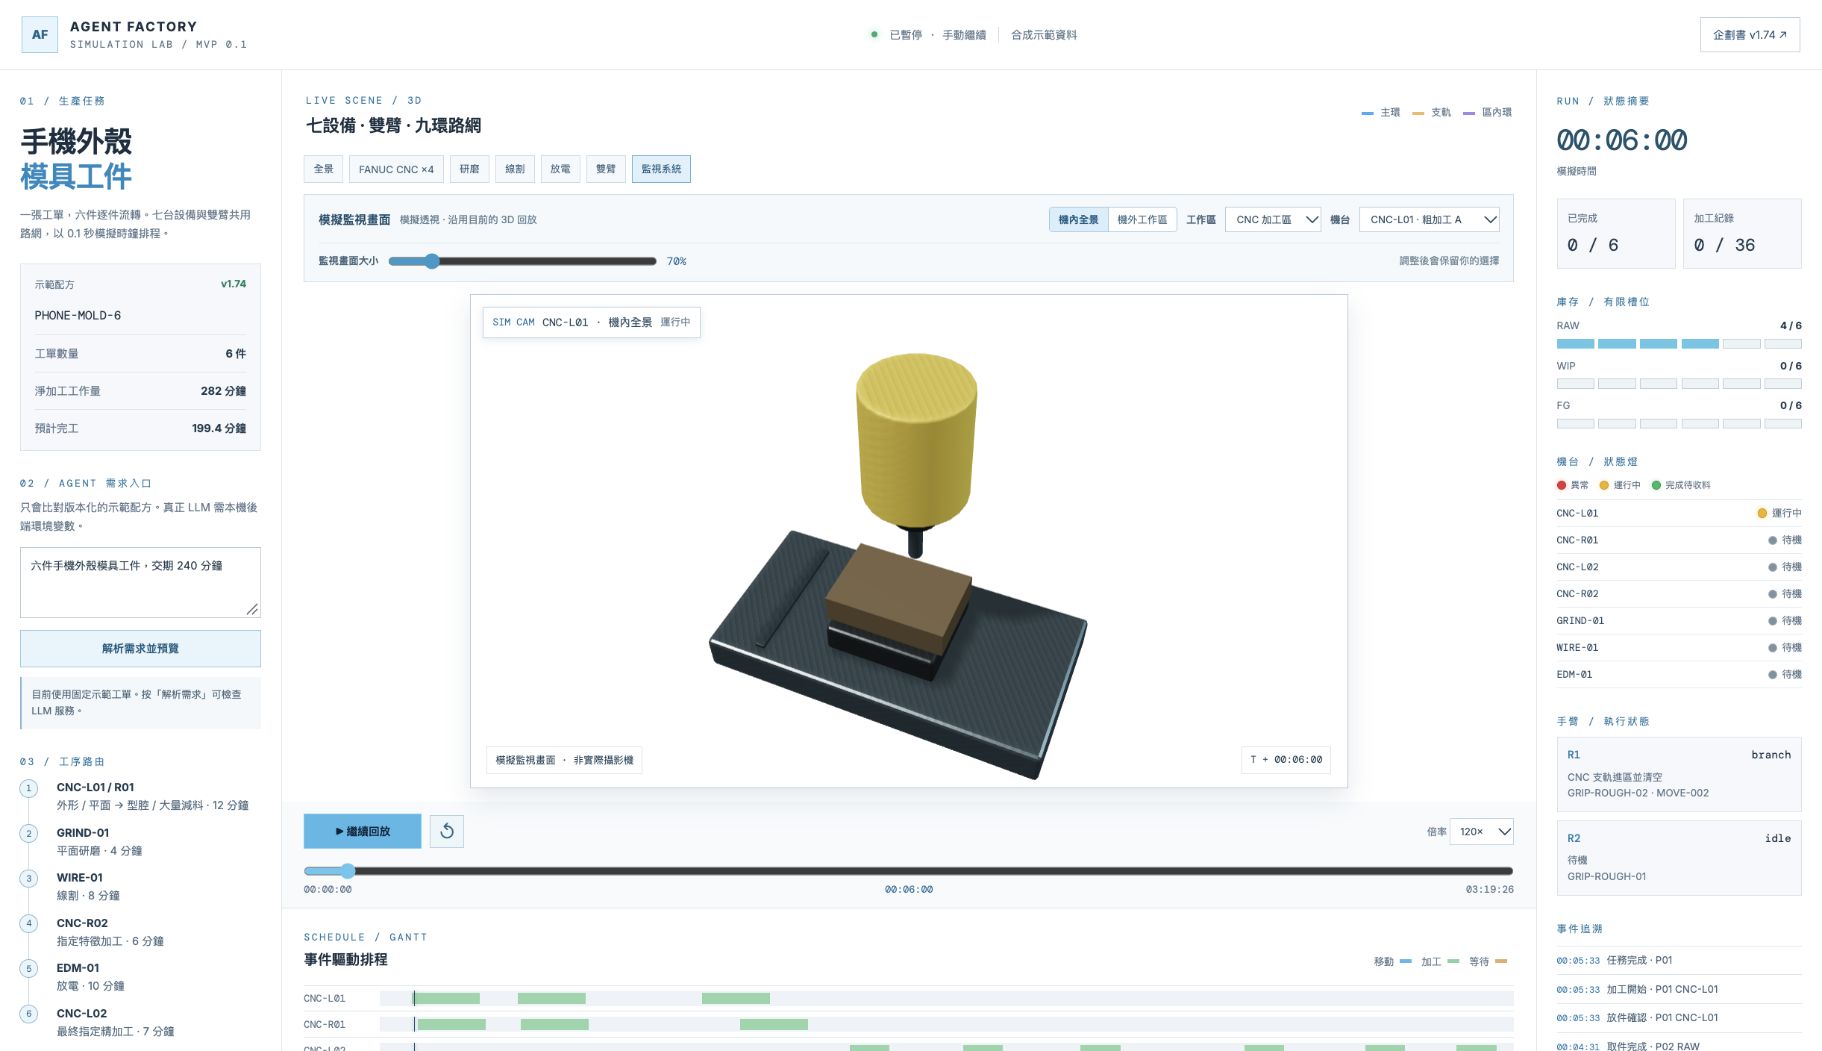 AF
AGENT FACTORY
SIMULATION LAB / MVP 0.1
已暫停 · 手動繼續
合成示範資料
企劃書 v1.74 ↗
01 / 生產任務
手機外殼
模具工件
一張工單，六件逐件流轉。七台設備與雙臂共用
路網，以 0.1 秒模擬時鐘排程。
示範配方 v1.74
PHONE-MOLD-6
工單數量 6 件
淨加工工作量 282 分鐘
預計完工 199.4 分鐘
02 / AGENT 需求入口
只會比對版本化的示範配方。真正 LLM 需本機後
端環境變數。
六件手機外殼模具工件，交期 240 分鐘
解析需求並預覽
目前使用固定示範工單。按「解析需求」可檢查
LLM 服務。
03 / 工序路由
1 CNC-L01 / R01
外形 / 平面 → 型腔 / 大量減料 · 12 分鐘
2 GRIND-01
平面研磨 · 4 分鐘
3 WIRE-01
線割 · 8 分鐘
4 CNC-R02
指定特徵加工 · 6 分鐘
5 EDM-01
放電 · 10 分鐘
6 CNC-L02
最終指定精加工 · 7 分鐘
LIVE SCENE / 3D
七設備 · 雙臂 · 九環路網
主環 支軌 區內環
全景 FANUC CNC ×4 研磨 線割 放電 雙臂 監視系統
模擬監視畫面 模擬透視 · 沿用目前的 3D 回放
機內全景 機外工作區 工作區 CNC 加工區 機台 CNC-L01 · 粗加工 A
監視畫面大小 70% 調整後會保留你的選擇
SIM CAM CNC-L01 · 機內全景 運行中
模擬監視畫面 · 非實際攝影機
T + 00:06:00
▶ 繼續回放
倍率 120×
00:00:00 00:06:00 03:19:26
SCHEDULE / GANTT
事件驅動排程
移動 加工 等待
CNC-L01
CNC-R01
CNC-L02
RUN / 狀態摘要
00:06:00
模擬時間
已完成
0 / 6
加工紀錄
0 / 36
庫存 / 有限槽位
RAW 4 / 6
WIP 0 / 6
FG 0 / 6
機台 / 狀態燈
異常 運行中 完成待收料
CNC-L01 運行中
CNC-R01 待機
CNC-L02 待機
CNC-R02 待機
GRIND-01 待機
WIRE-01 待機
EDM-01 待機
手臂 / 執行狀態
R1 branch
CNC 支軌進區並清空
GRIP-ROUGH-02 · MOVE-002
R2 idle
待機
GRIP-ROUGH-01
事件追溯
00:05:33 任務完成 · P01
00:05:33 加工開始 · P01 CNC-L01
00:05:33 放件確認 · P01 CNC-L01
00:04:31 取件完成 · P02 RAW